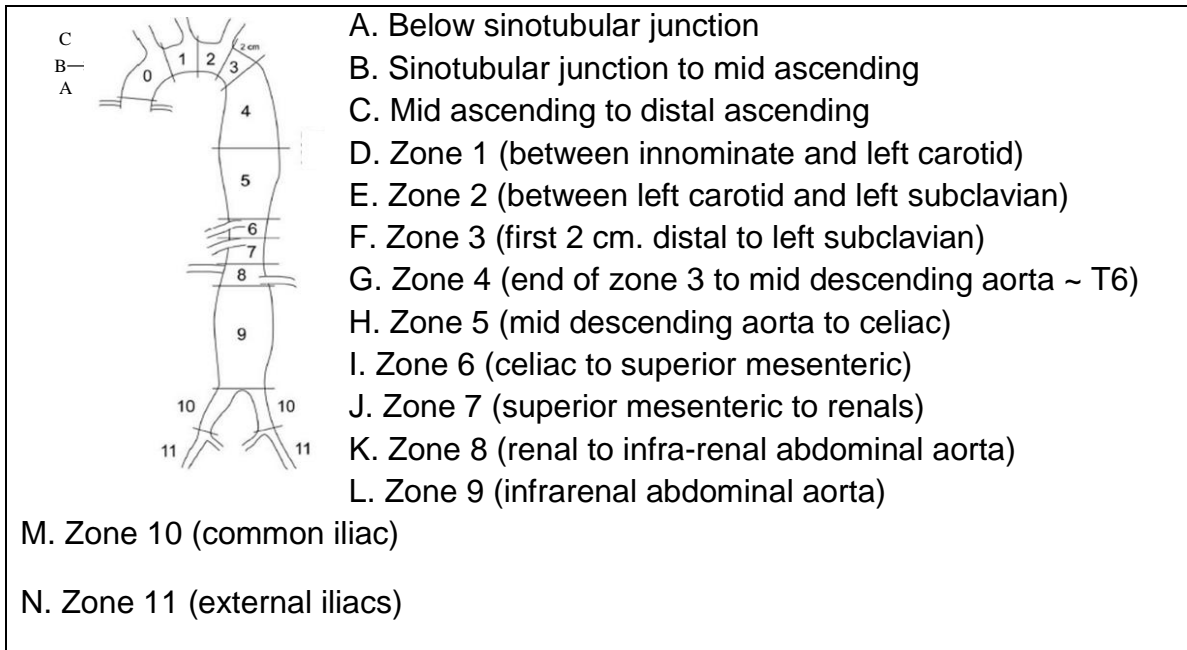 C
B
A
0
1
2
2 cm
3
4
5
6
7
8
9
10
10
11
11
A. Below sinotubular junction
B. Sinotubular junction to mid ascending
C. Mid ascending to distal ascending
D. Zone 1 (between innominate and left carotid)
E. Zone 2 (between left carotid and left subclavian)
F. Zone 3 (first 2 cm. distal to left subclavian)
G. Zone 4 (end of zone 3 to mid descending aorta ~ T6)
H. Zone 5 (mid descending aorta to celiac)
I. Zone 6 (celiac to superior mesenteric)
J. Zone 7 (superior mesenteric to renals)
K. Zone 8 (renal to infra-renal abdominal aorta)
L. Zone 9 (infrarenal abdominal aorta)
M. Zone 10 (common iliac)
N. Zone 11 (external iliacs)